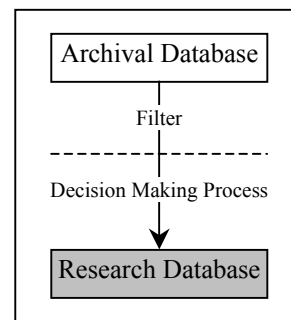 Archival Database
Filter
Decision Making Process
Research Database